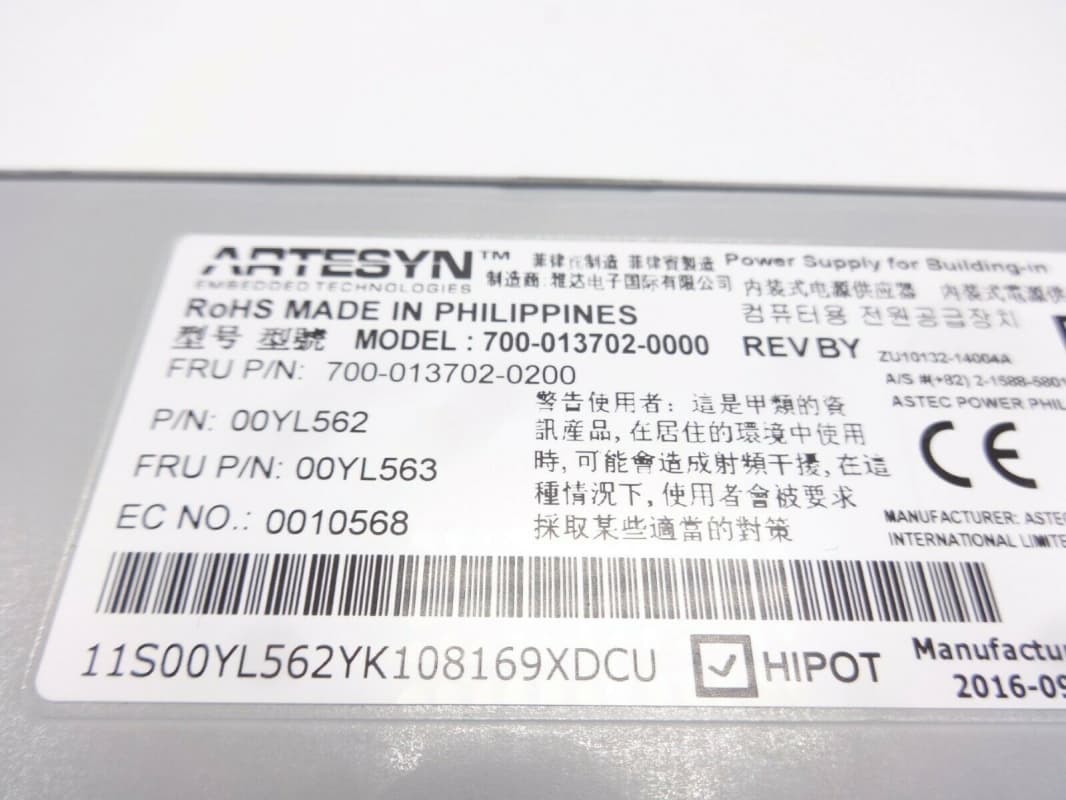 ARTESYN™
EMBEDDED TECHNOLOGIES
菲律宾制造 菲律賓製造
制造商:雅达电子国际有限公司
Power Supply for Building-in
内装式电源供应器 內裝式電源供
컴퓨터용 전원공급장치
RoHS MADE IN PHILIPPINES
型号 型號 MODEL : 700-013702-0000 REV BY
ZU10132-14004A
FRU P/N: 700-013702-0200
A/S #(+82) 2-1588-5801
ASTEC POWER PHIL
P/N: 00YL562
FRU P/N: 00YL563
EC NO.: 0010568
警告使用者: 這是甲類的資
訊產品, 在居住的環境中使用
時, 可能會造成射頻干擾, 在這
種情況下, 使用者會被要求
採取某些適當的對策
CE
MANUFACTURER: ASTEC
INTERNATIONAL LIMITE
11S00YL562YK108169XDCU
HIPOT
Manufactu
2016-09